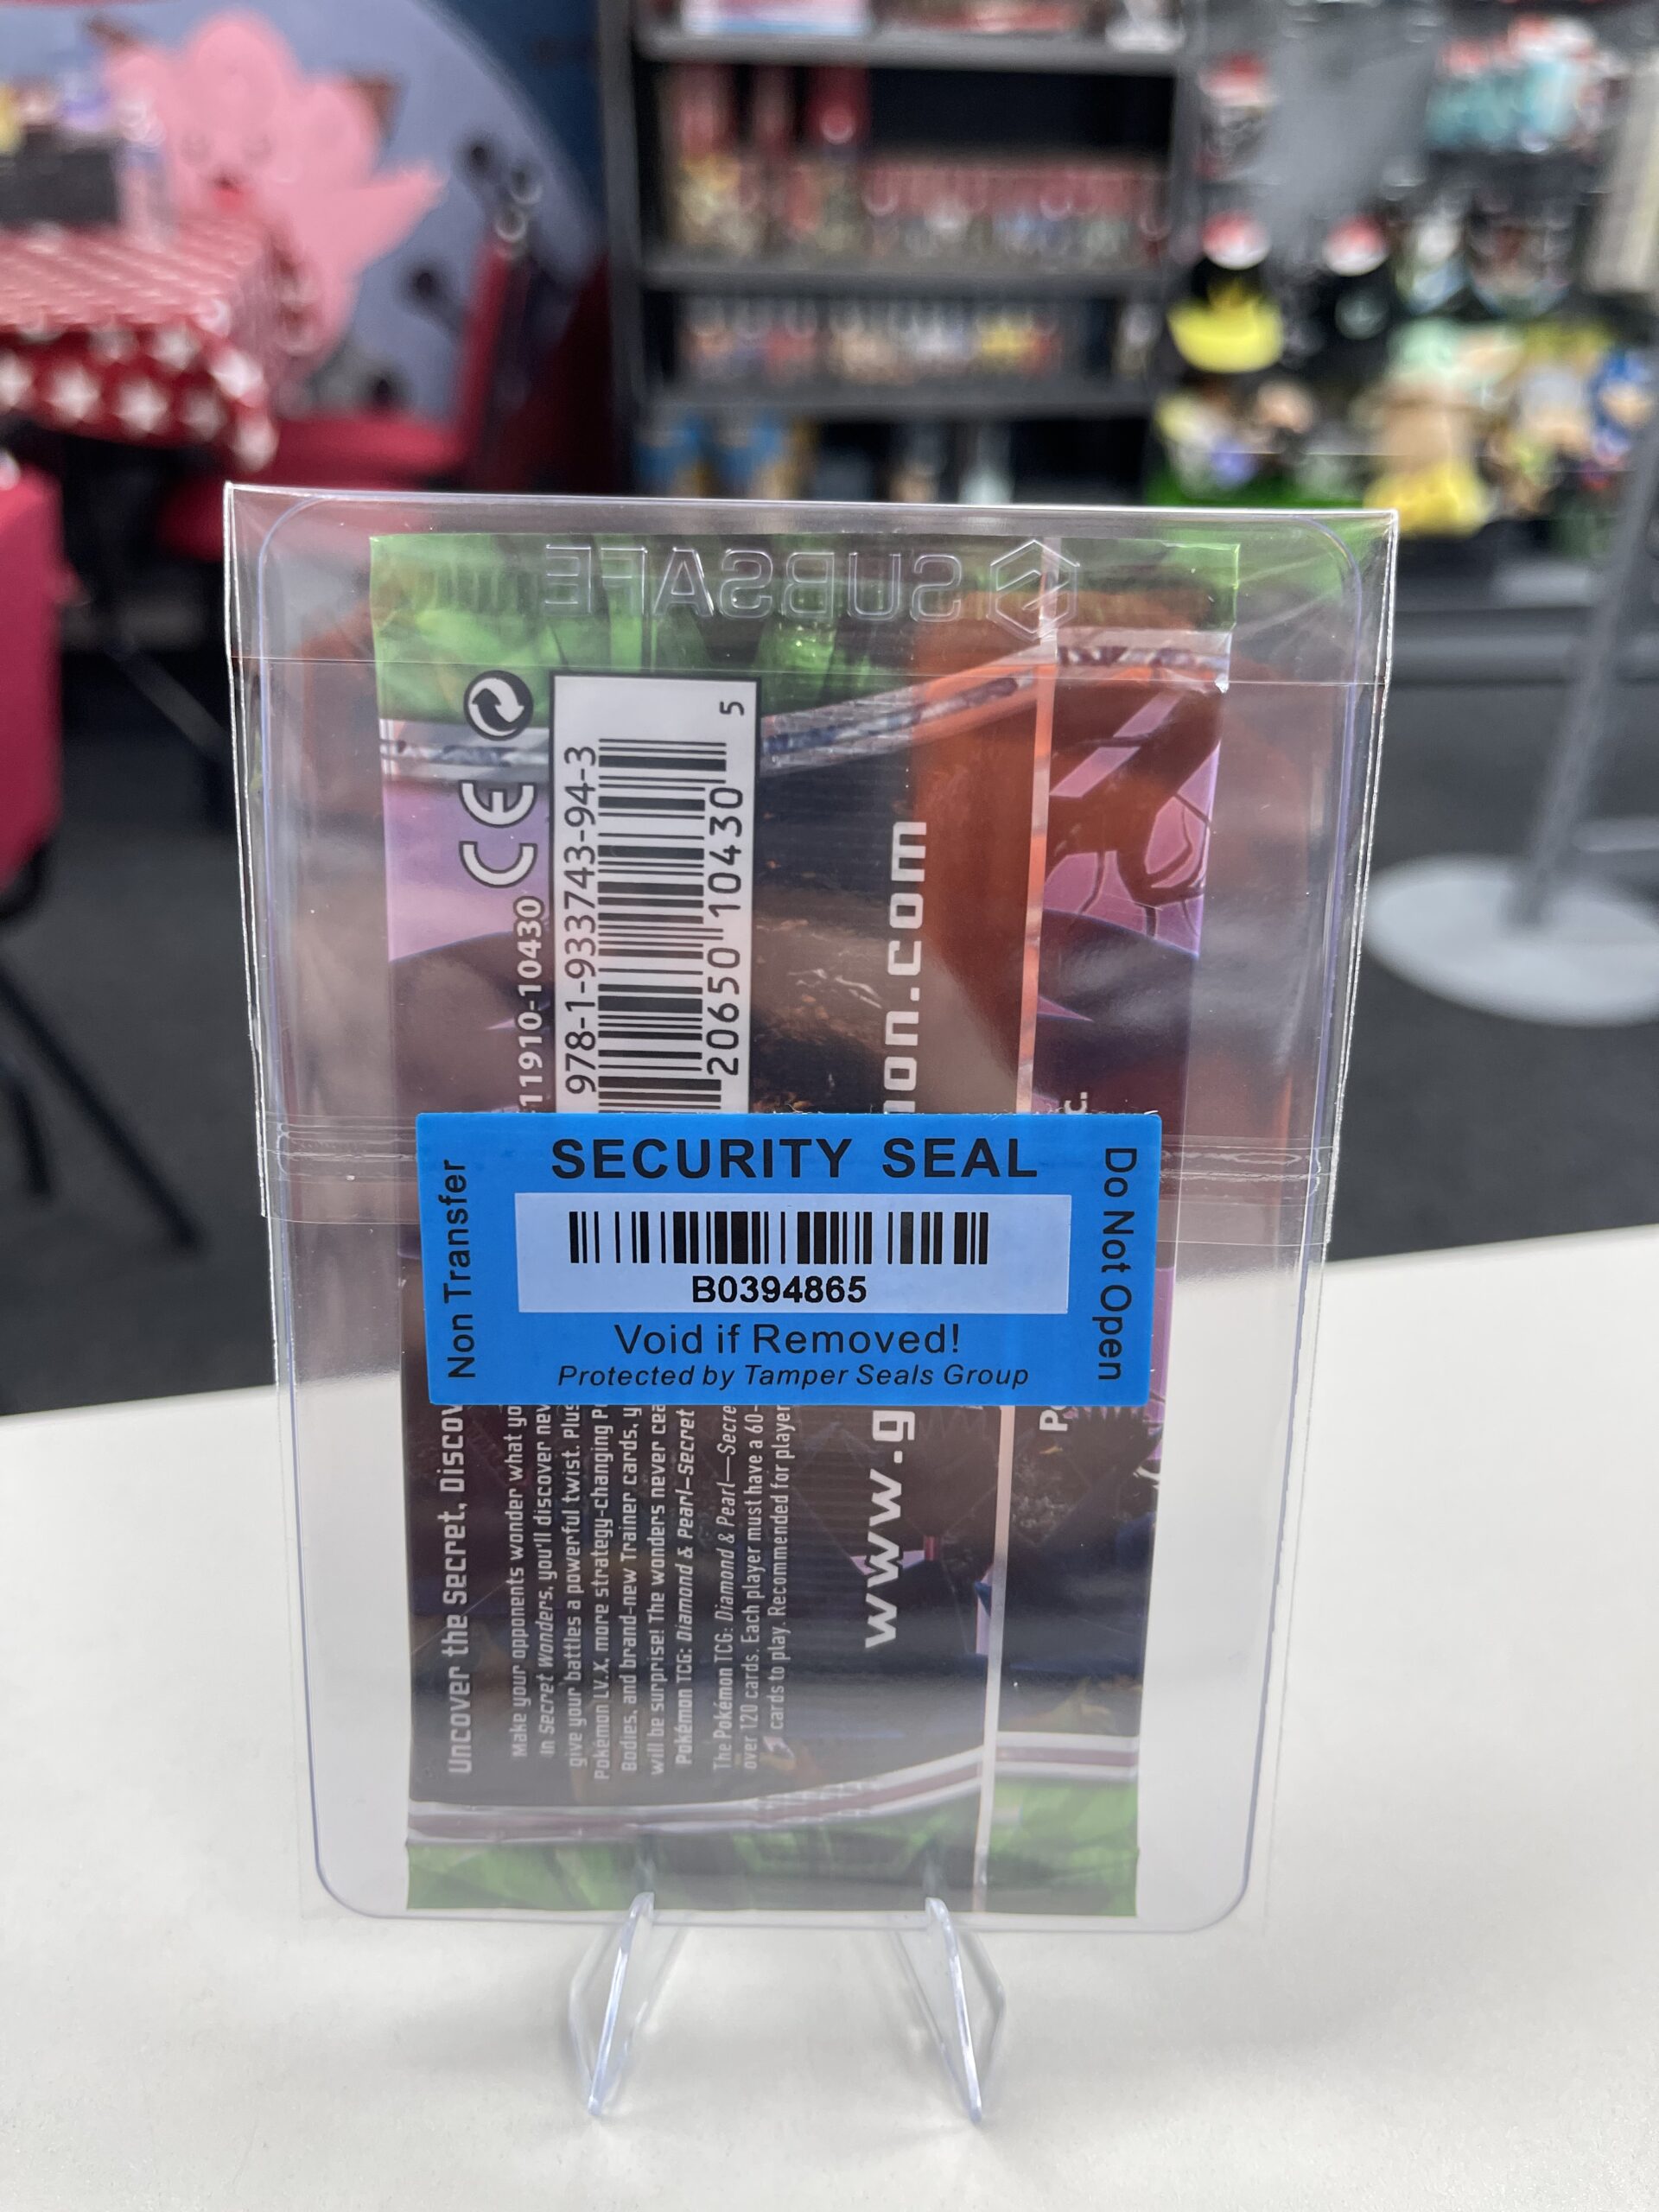 SUBSAFE
5
978-1-933743-94-3
20650 10430
11910-10430
CE
SECURITY SEAL
Non Transfer
Do Not Open
B0394865
Void if Removed!
Protected by Tamper Seals Group
Uncover the Secret, Discov
Make your opponents wonder what yo
In Secret Wonders, you'll discover new
give your battles a powerful twist. Plus
Pokémon LV.X, more strategy-changing P
Bodies, and brand-new Trainer cards, y
will be surprise! The wonders never cea
Pokémon TCG: Diamond & Pearl—Secret
The Pokémon TCG: Diamond & Pearl—Secre
over 120 cards. Each player must have a 60-
cards to play. Recommended for player
www.g
mon.com
P
c.